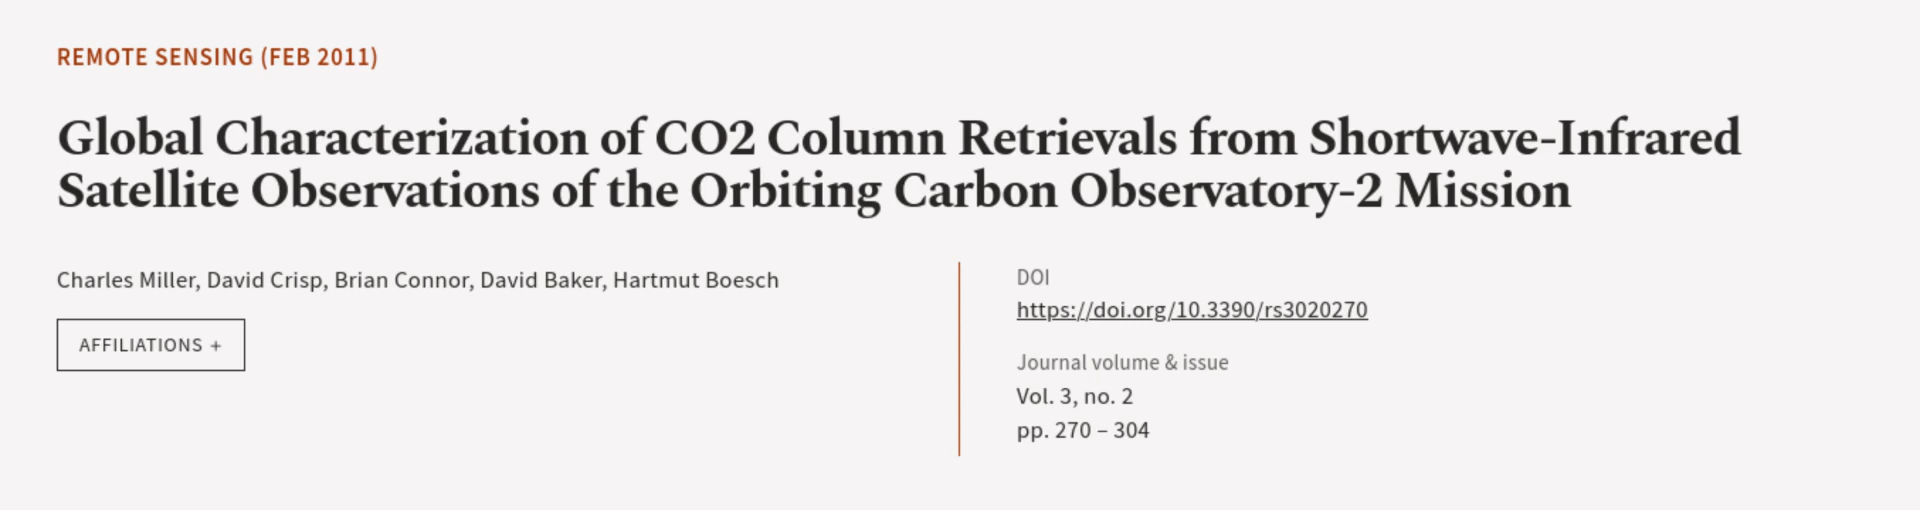 REMOTE SENSING (FEB 2011)
Global Characterization of CO2 Column Retrievals from Shortwave-Infrared
Satellite Observations of the Orbiting Carbon Observatory-2 Mission
Charles Miller, David Crisp, Brian Connor, David Baker, Hartmut Boesch
AFFILIATIONS +
DOI
https://doi.org/10.3390/rs3020270
Journal volume & issue
Vol. 3, no. 2
pp. 270 – 304